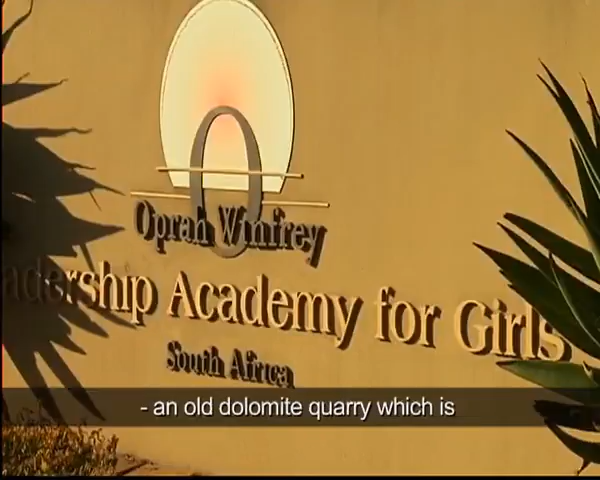 Oprah Winfrey
adership Academy for Girls
South Africa
- an old dolomite quarry which is